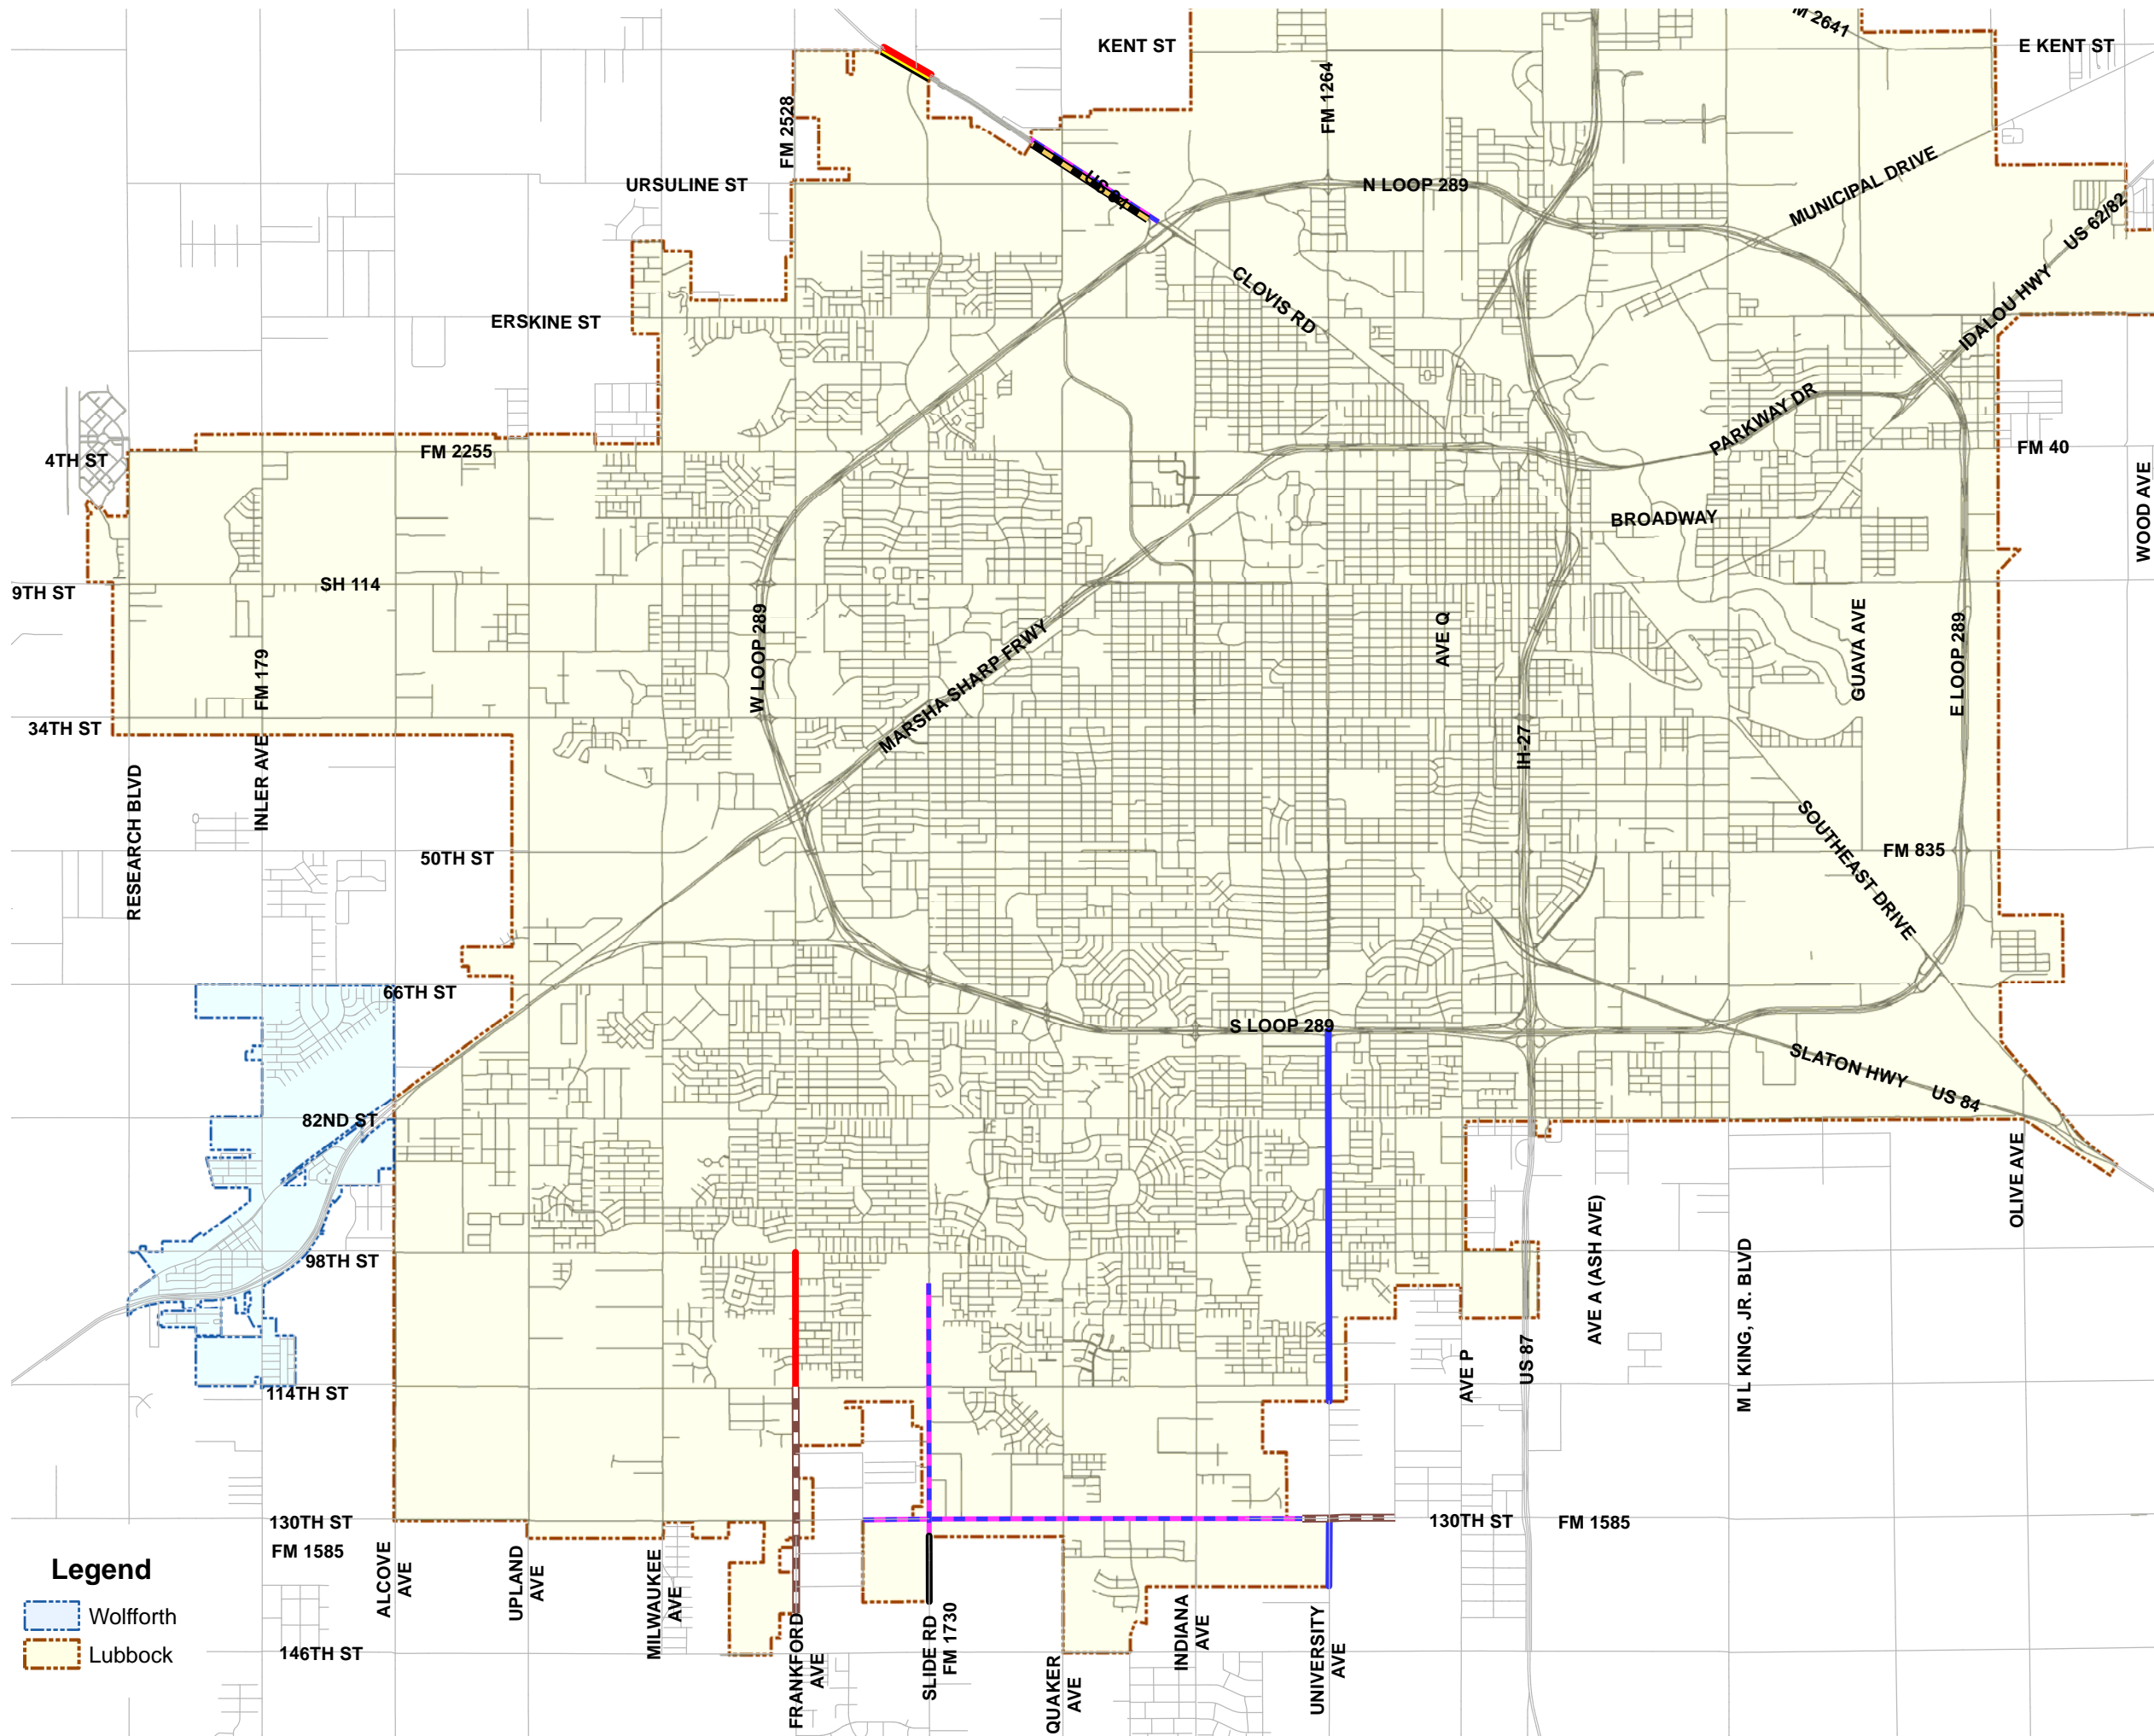 M 2641
KENT ST
E KENT ST
FM 1264
FM 2528
URSULINE ST
US 84
N LOOP 289
MUNICIPAL DRIVE
US 62/82
CLOVIS RD
IDALOU HWY
ERSKINE ST
PARKWAY DR
4TH ST
FM 2255
FM 40
WOOD AVE
BROADWAY
9TH ST
SH 114
W LOOP 289
MARSHA SHARP FRWY
AVE Q
GUAVA AVE
E LOOP 289
FM 179
34TH ST
INLER AVE
IH-27
RESEARCH BLVD
50TH ST
SOUTHEAST DRIVE
FM 835
66TH ST
S LOOP 289
SLATON HWY
US 84
82ND ST
OLIVE AVE
98TH ST
AVE A (ASH AVE)
M L KING, JR. BLVD
US 87
AVE P
114TH ST
130TH ST
FM 1585
130TH ST
FM 1585
Legend
Wolfforth
Lubbock
ALCOVE
AVE
UPLAND
AVE
MILWAUKEE
AVE
FRANKFORD
AVE
SLIDE RD
FM 1730
QUAKER
AVE
INDIANA
AVE
UNIVERSITY
AVE
146TH ST